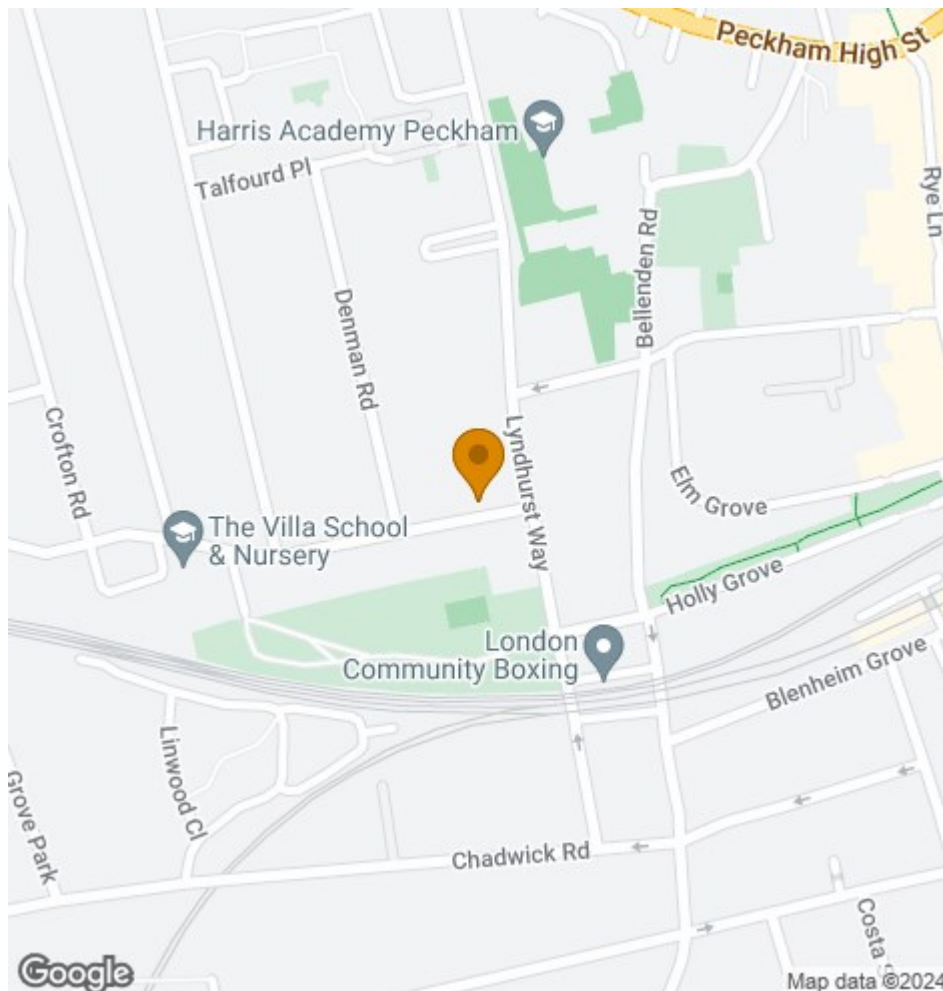 Peckham High St
Harris Academy Peckham
Talfourd Pl
Rye Ln
Bellenden Rd
Denman Rd
Crofton Rd
Lyndhurst Way
Elm Grove
The Villa School
& Nursery
Holly Grove
London
Community Boxing
Blenheim Grove
Linwood Cl
Grove Park
Chadwick Rd
Costa S
Google
Map data ©2024